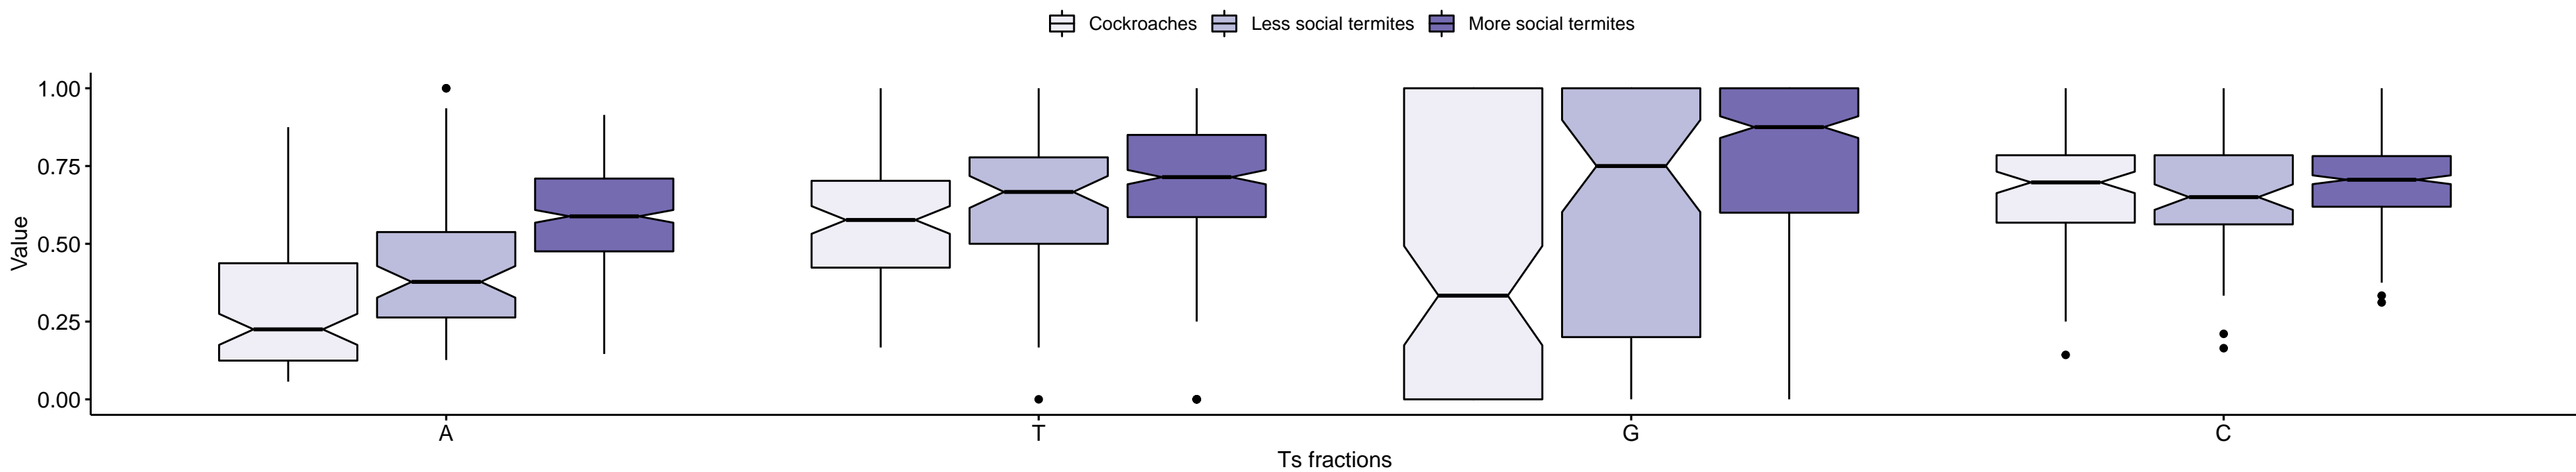 Cockroaches Less social termites More social termites
1.00
0.75
0.50
0.25
0.00
Value
A T G C
Ts fractions